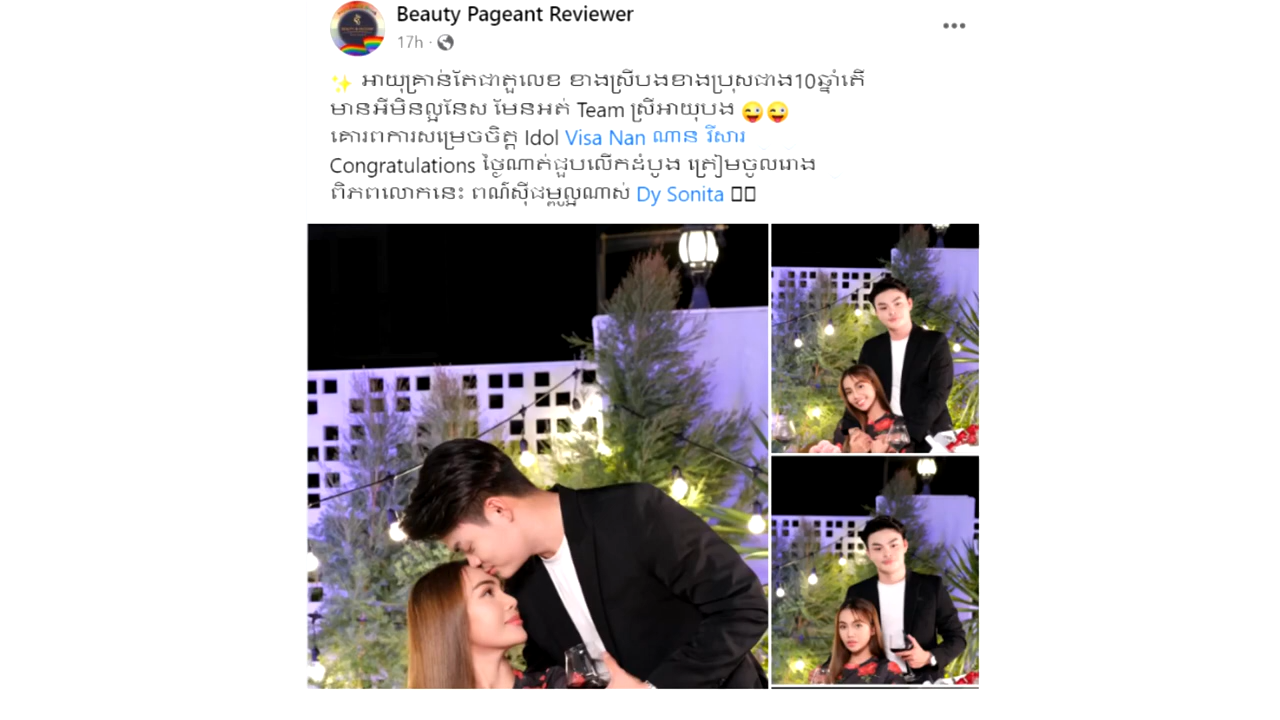 Beauty Pageant Reviewer
17h ·
✨ អាយុគ្រាន់តែជាតួលេខ ខាងស្រីបងខាងប្រុសជាង10ឆ្នាំតើ
មានអីមិនល្អនែស មែនអត់ Team ស្រីអាយុបង 😜😜
គោរពការសម្រេចចិត្ត Idol Visa Nan ណាន វីសារ
Congratulations ថ្ងៃណាត់ជួបលើកដំបូង ត្រៀមចូលរោង
ពិភពលោកនេះ ពណ៌ស៊ីជម្ពូល្អណាស់ Dy Sonita